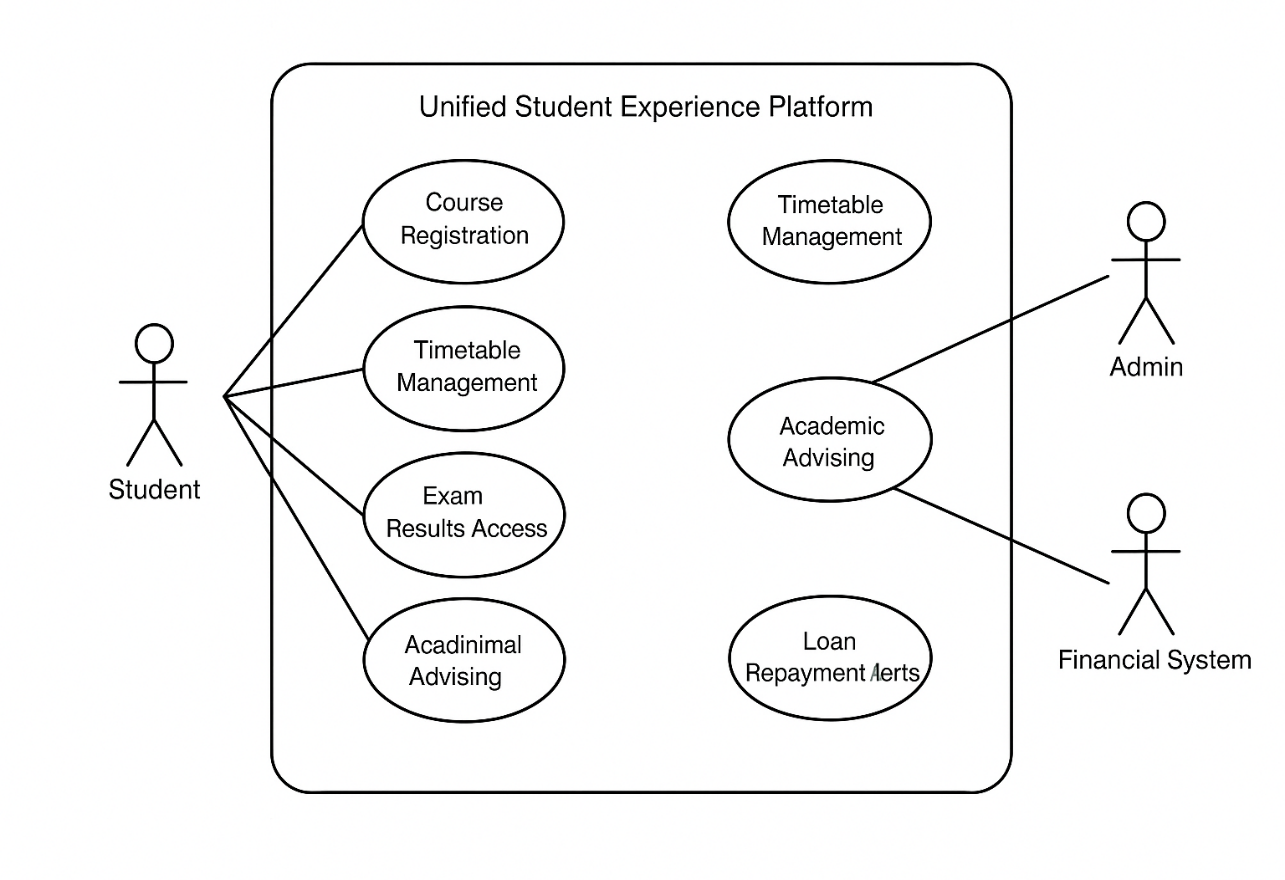 Unified Student Experience Platform
Course
Registration
Timetable
Management
Exam
Results Access
Acadinimal
Advising
Timetable
Management
Academic
Advising
Loan
Repayment Alerts
Student
Admin
Financial System